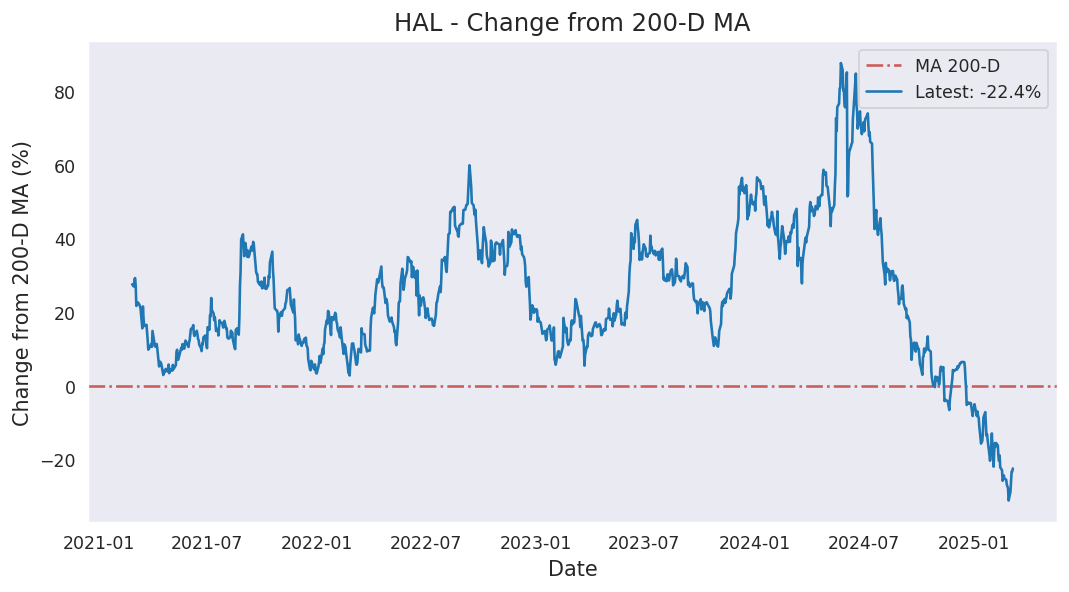 HAL - Change from 200-D MA
MA 200-D
Latest: -22.4%
Change from 200-D MA (%)
80
60
40
20
0
−20
2021-01 2021-07 2022-01 2022-07 2023-01 2023-07 2024-01 2024-07 2025-01
Date